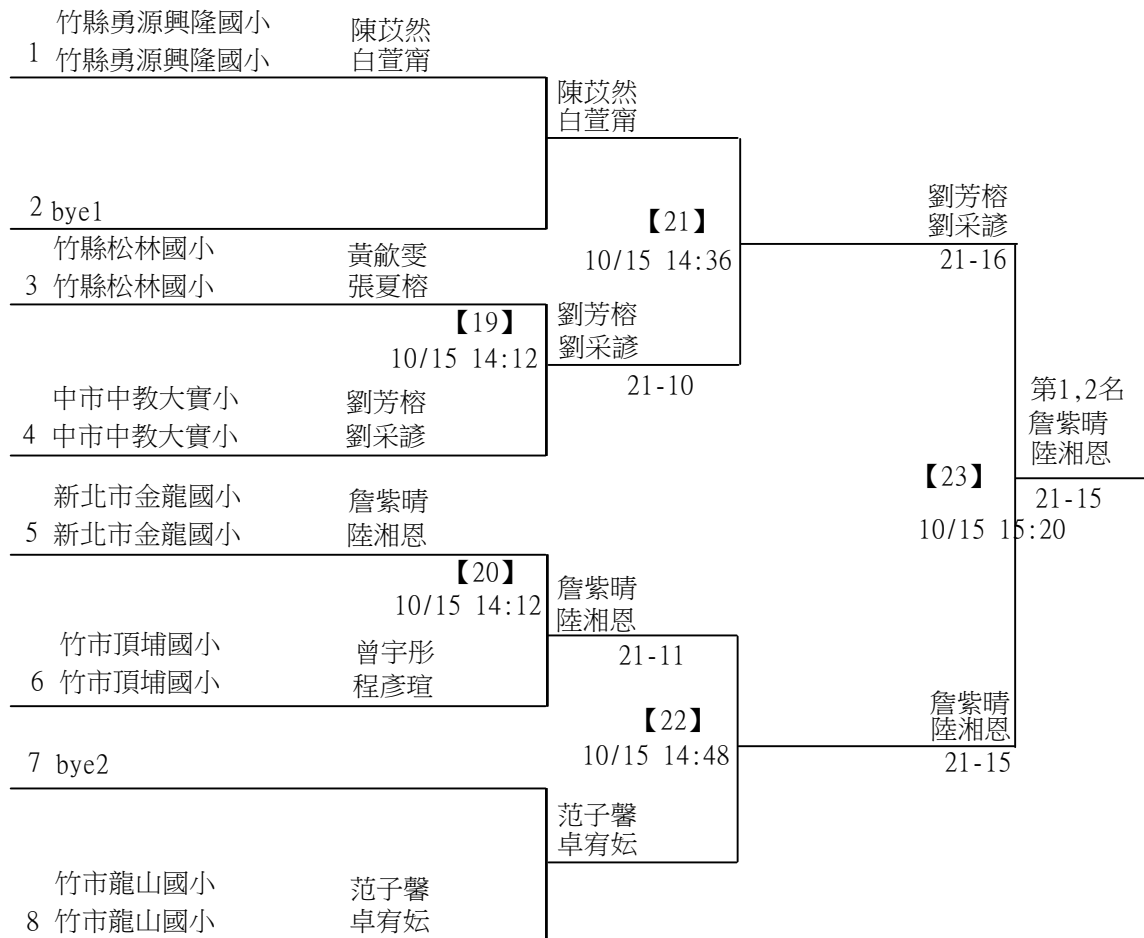 竹縣勇源興隆國小 陳苡然
1 竹縣勇源興隆國小 白萱甯
陳苡然
白萱甯
2 bye1
【21】
10/15 14:36
劉芳榕
劉采諺
21-16
竹縣松林國小 黃歈雯
3 竹縣松林國小 張夏榕
【19】
10/15 14:12
劉芳榕
劉采諺
21-10
中市中教大實小 劉芳榕
4 中市中教大實小 劉采諺
第1,2名
詹紫晴
陸湘恩
21-15
【23】
10/15 15:20
新北市金龍國小 詹紫晴
5 新北市金龍國小 陸湘恩
【20】
10/15 14:12
詹紫晴
陸湘恩
21-11
竹市頂埔國小 曾宇彤
6 竹市頂埔國小 程彥瑄
【22】
10/15 14:48
詹紫晴
陸湘恩
21-15
7 bye2
范子馨
卓宥妘
竹市龍山國小 范子馨
8 竹市龍山國小 卓宥妘